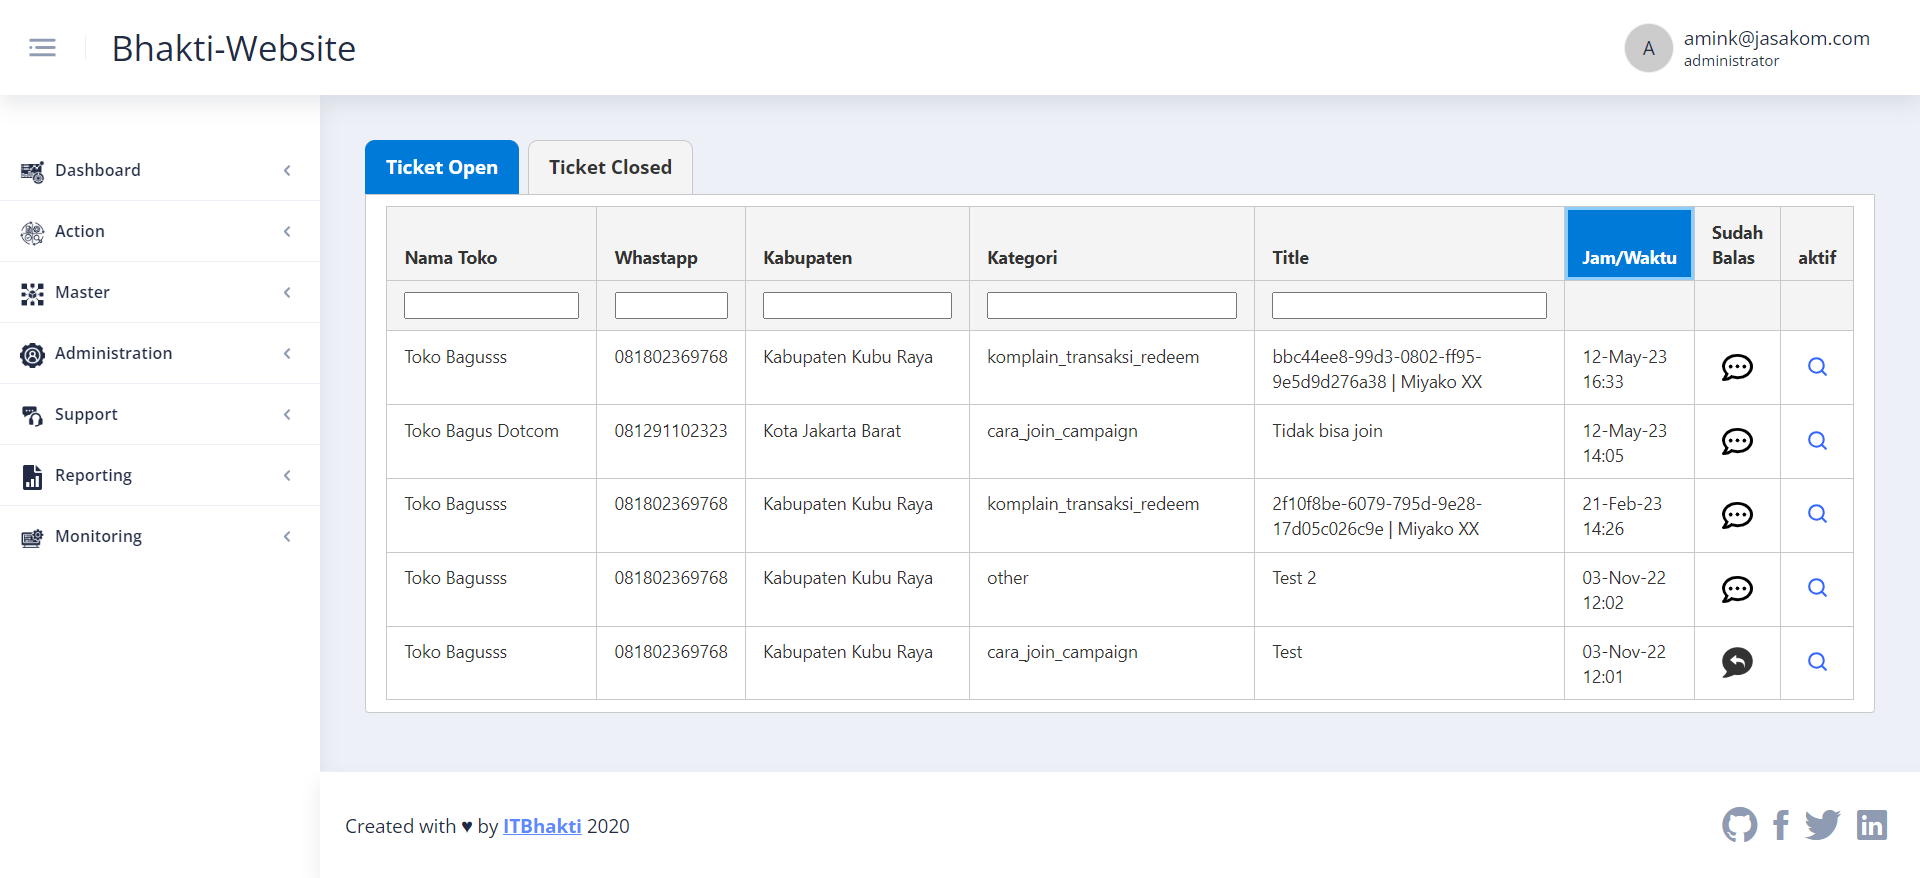 Bhakti-Website
A
amink@jasakom.com
administrator
Dashboard
Action
Master
Administration
Support
Reporting
Monitoring
Ticket Open
Ticket Closed
Nama Toko
Whastapp
Kabupaten
Kategori
Title
Jam/Waktu
Sudah
Balas
aktif
Toko Bagusss
081802369768
Kabupaten Kubu Raya
komplain_transaksi_redeem
bbc44ee8-99d3-0802-ff95-
9e5d9d276a38 | Miyako XX
12-May-23
16:33
Toko Bagus Dotcom
081291102323
Kota Jakarta Barat
cara_join_campaign
Tidak bisa join
12-May-23
14:05
Toko Bagusss
081802369768
Kabupaten Kubu Raya
komplain_transaksi_redeem
2f10f8be-6079-795d-9e28-
17d05c026c9e | Miyako XX
21-Feb-23
14:26
Toko Bagusss
081802369768
Kabupaten Kubu Raya
other
Test 2
03-Nov-22
12:02
Toko Bagusss
081802369768
Kabupaten Kubu Raya
cara_join_campaign
Test
03-Nov-22
12:01
Created with ♥ by ITBhakti 2020